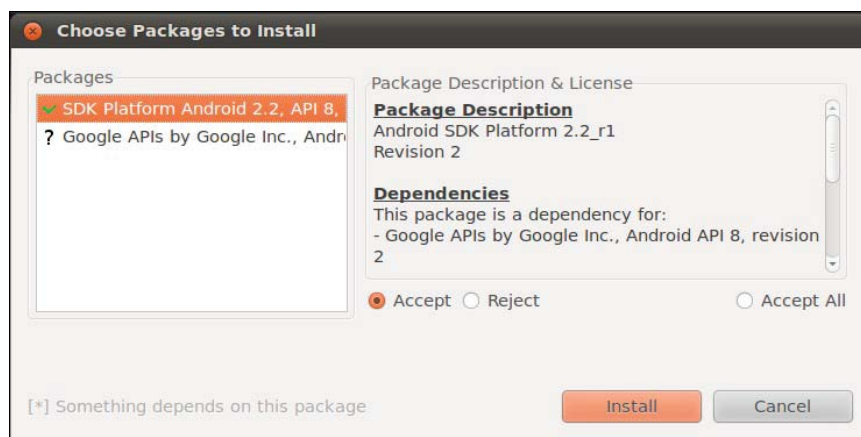 Choose Packages to Install
Packages
SDK Platform Android 2.2, API 8,
? Google APIs by Google Inc., Andr
Package Description & License
Package Description
Android SDK Platform 2.2_r1
Revision 2
Dependencies
This package is a dependency for:
- Google APIs by Google Inc., Android API 8, revision
2
Accept
Reject
Accept All
[*] Something depends on this package
Install
Cancel